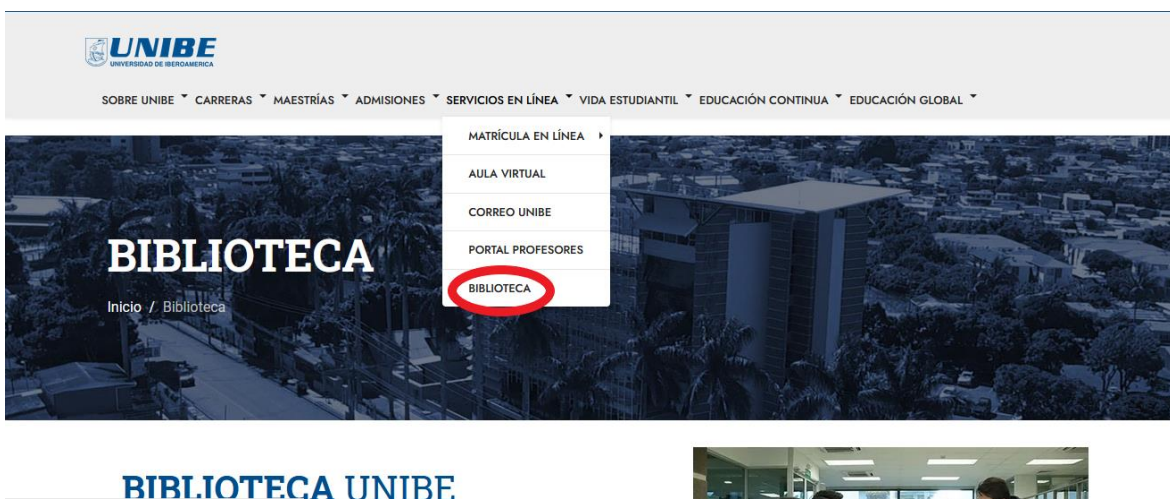 UNIBE
UNIVERSIDAD DE IBEROAMERICA
SOBRE UNIBE CARRERAS MAESTRÍAS ADMISIONES SERVICIOS EN LÍNEA VIDA ESTUDIANTIL EDUCACIÓN CONTINUA EDUCACIÓN GLOBAL
MATRÍCULA EN LÍNEA
AULA VIRTUAL
CORREO UNIBE
PORTAL PROFESORES
BIBLIOTECA
BIBLIOTECA
Inicio / Biblioteca
BIBLIOTECA UNIBE